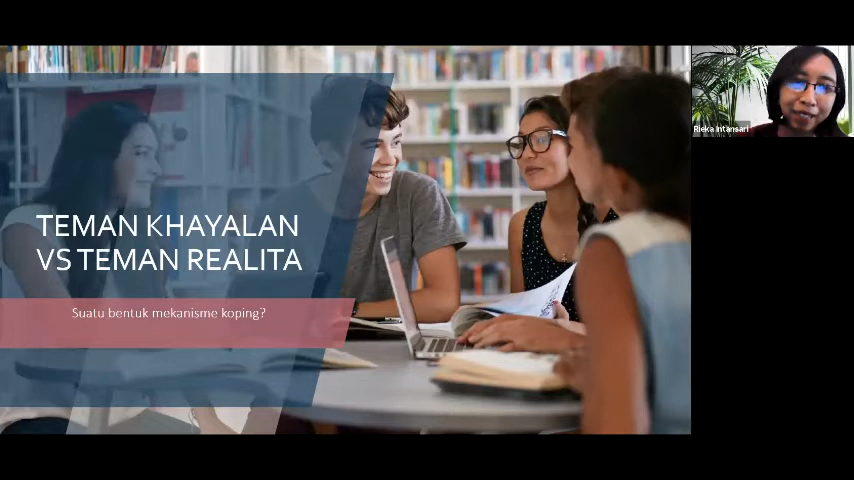 TEMAN KHAYALAN
VS TEMAN REALITA
Suatu bentuk mekanisme koping?
Rieka Intansari